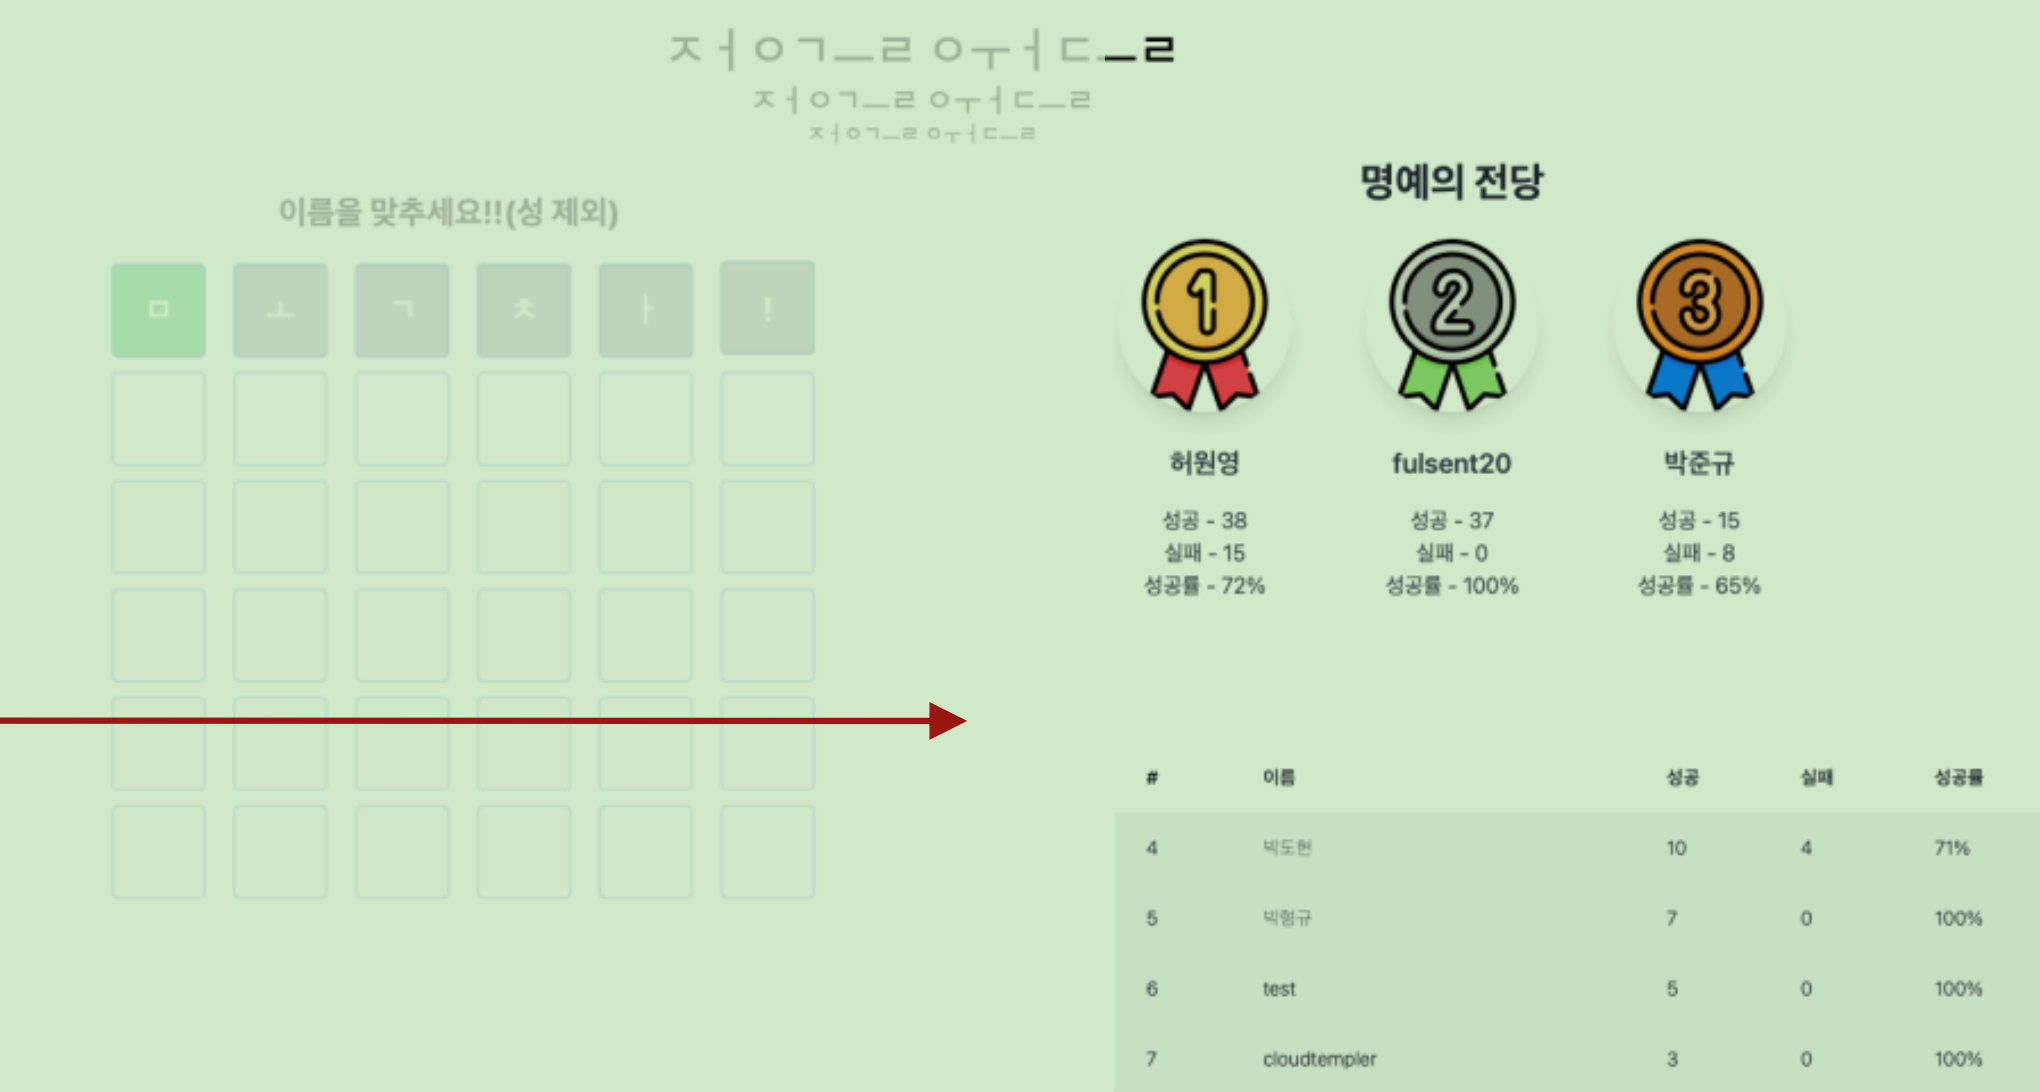 ㅈㅓㅇㄱㅡㄹ ㅇㅜㅓㄷㅡㄹ
ㅈㅓㅇㄱㅡㄹ ㅇㅜㅓㄷㅡㄹ
ㅈㅓㅇㄱㅡㄹ ㅇㅜㅓㄷㅡㄹ
이름을 맞추세요!!(성 제외)
ㅁ ㅗ ㄱ ㅊ ㅏ !
명예의 전당
1 2 3
허원영 fulsent20 박준규
성공 - 38 성공 - 37 성공 - 15
실패 - 15 실패 - 0 실패 - 8
성공률 - 72% 성공률 - 100% 성공률 - 65%
# 이름 성공 실패 성공률
4 박도현 10 4 71%
5 박형규 7 0 100%
6 test 5 0 100%
7 cloudtempler 3 0 100%